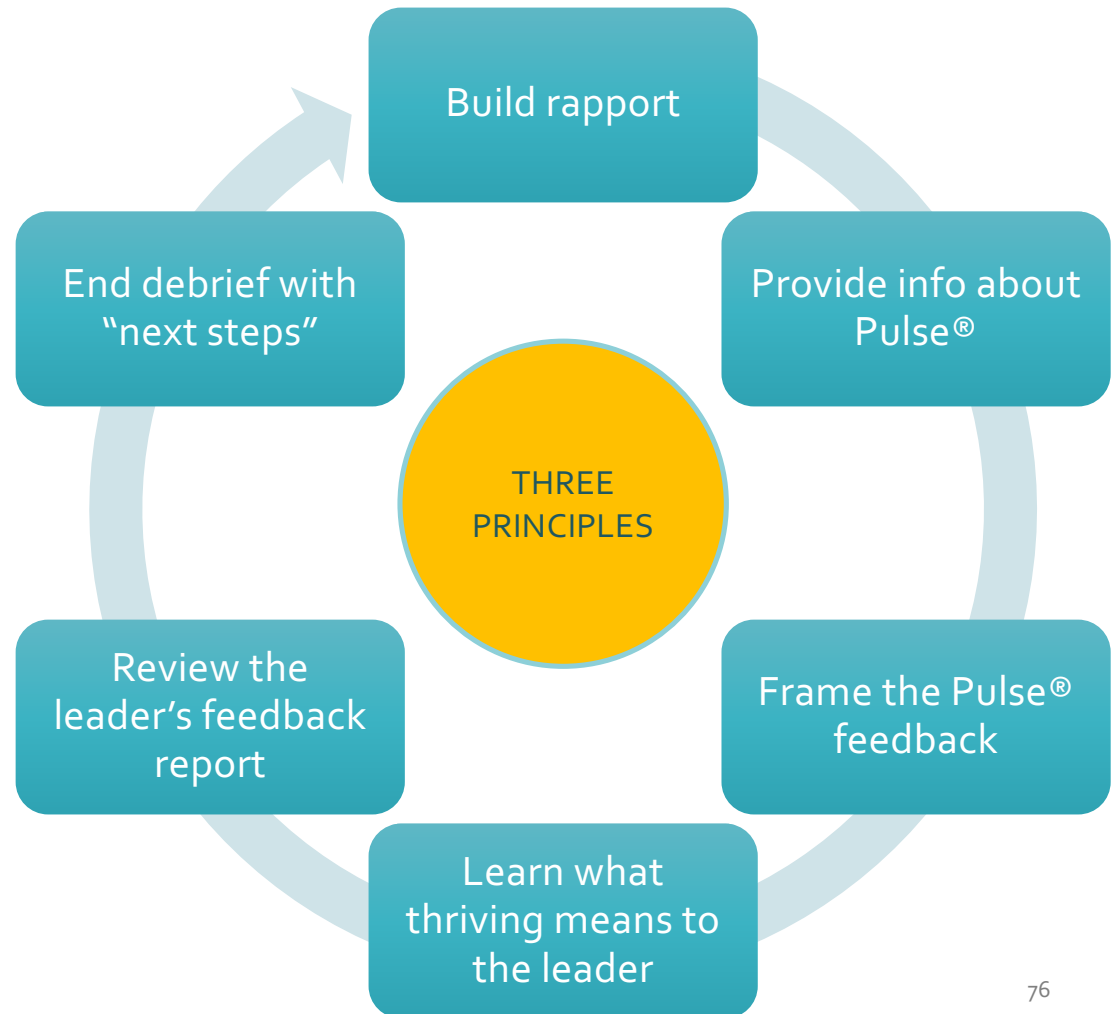 Build rapport
Provide info about
Pulse®
Frame the Pulse®
feedback
Learn what
thriving means to
the leader
Review the
leader’s feedback
report
End debrief with
“next steps”
THREE
PRINCIPLES
76